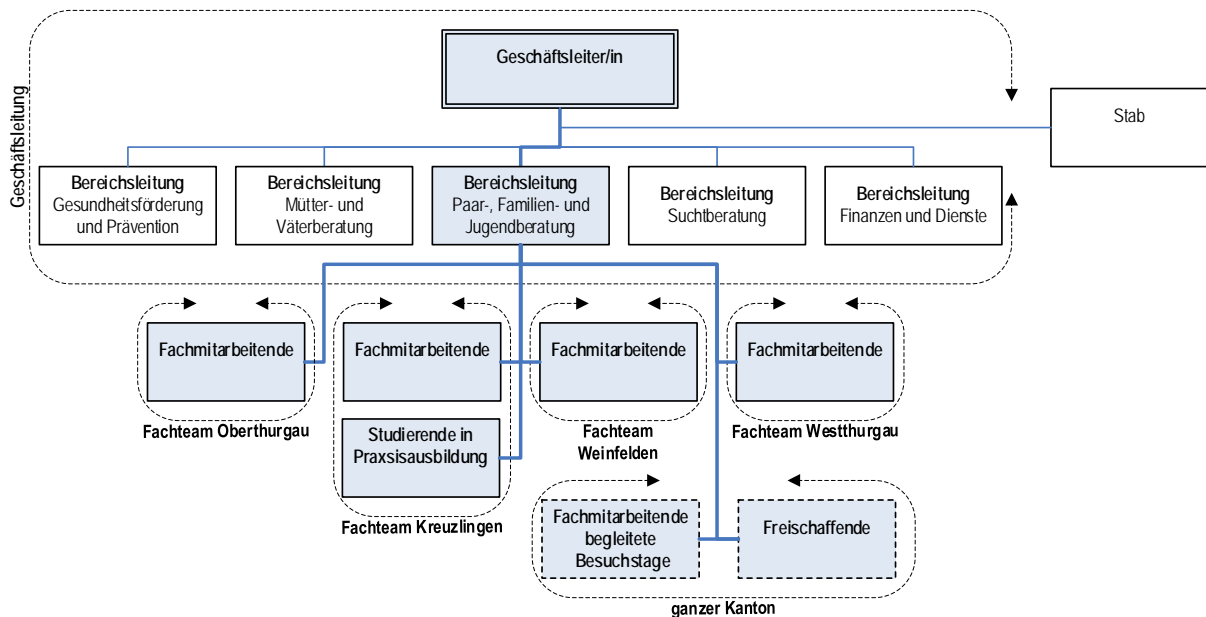 Geschäftsleitung
Geschäftsleiter/in
Stab
Bereichsleitung
Gesundheitsförderung
und Prävention
Bereichsleitung
Mütter- und
Väterberatung
Bereichsleitung
Paar-, Familien- und
Jugendberatung
Bereichsleitung
Suchtberatung
Bereichsleitung
Finanzen und Dienste
Fachmitarbeitende
Fachteam Oberthurgau
Fachmitarbeitende
Studierende in
Praxsisausbildung
Fachteam Kreuzlingen
Fachmitarbeitende
Fachteam
Weinfelden
Fachmitarbeitende
Fachteam Westthurgau
Fachmitarbeitende
begleitete
Besuchstage
Freischaffende
ganzer Kanton